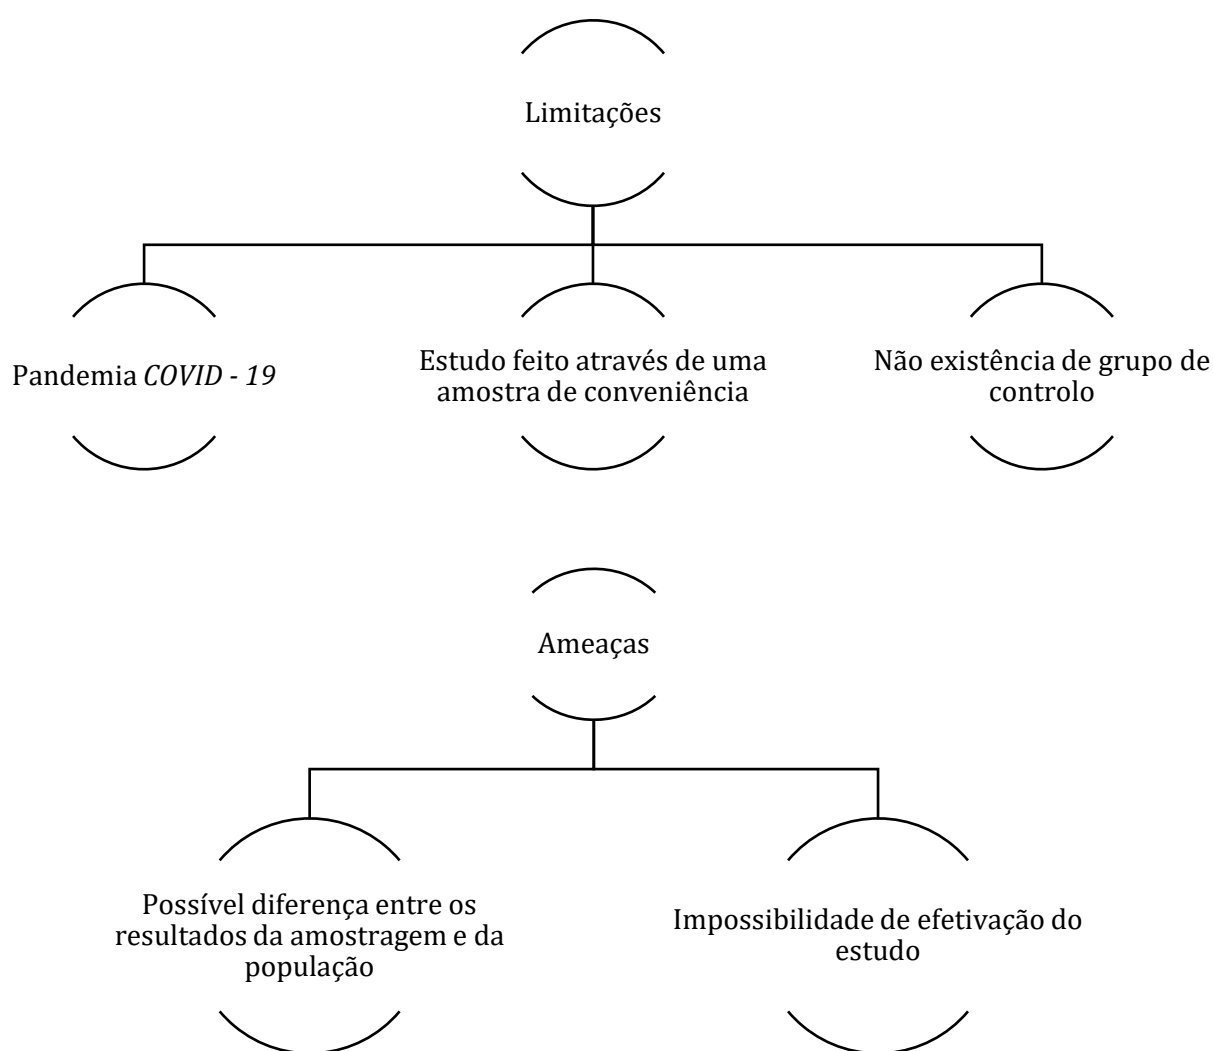 Limitações
Pandemia COVID - 19
Estudo feito através de uma
amostra de conveniência
Não existência de grupo de
controlo
Ameaças
Possível diferença entre os
resultados da amostragem e da
população
Impossibilidade de efetivação do
estudo